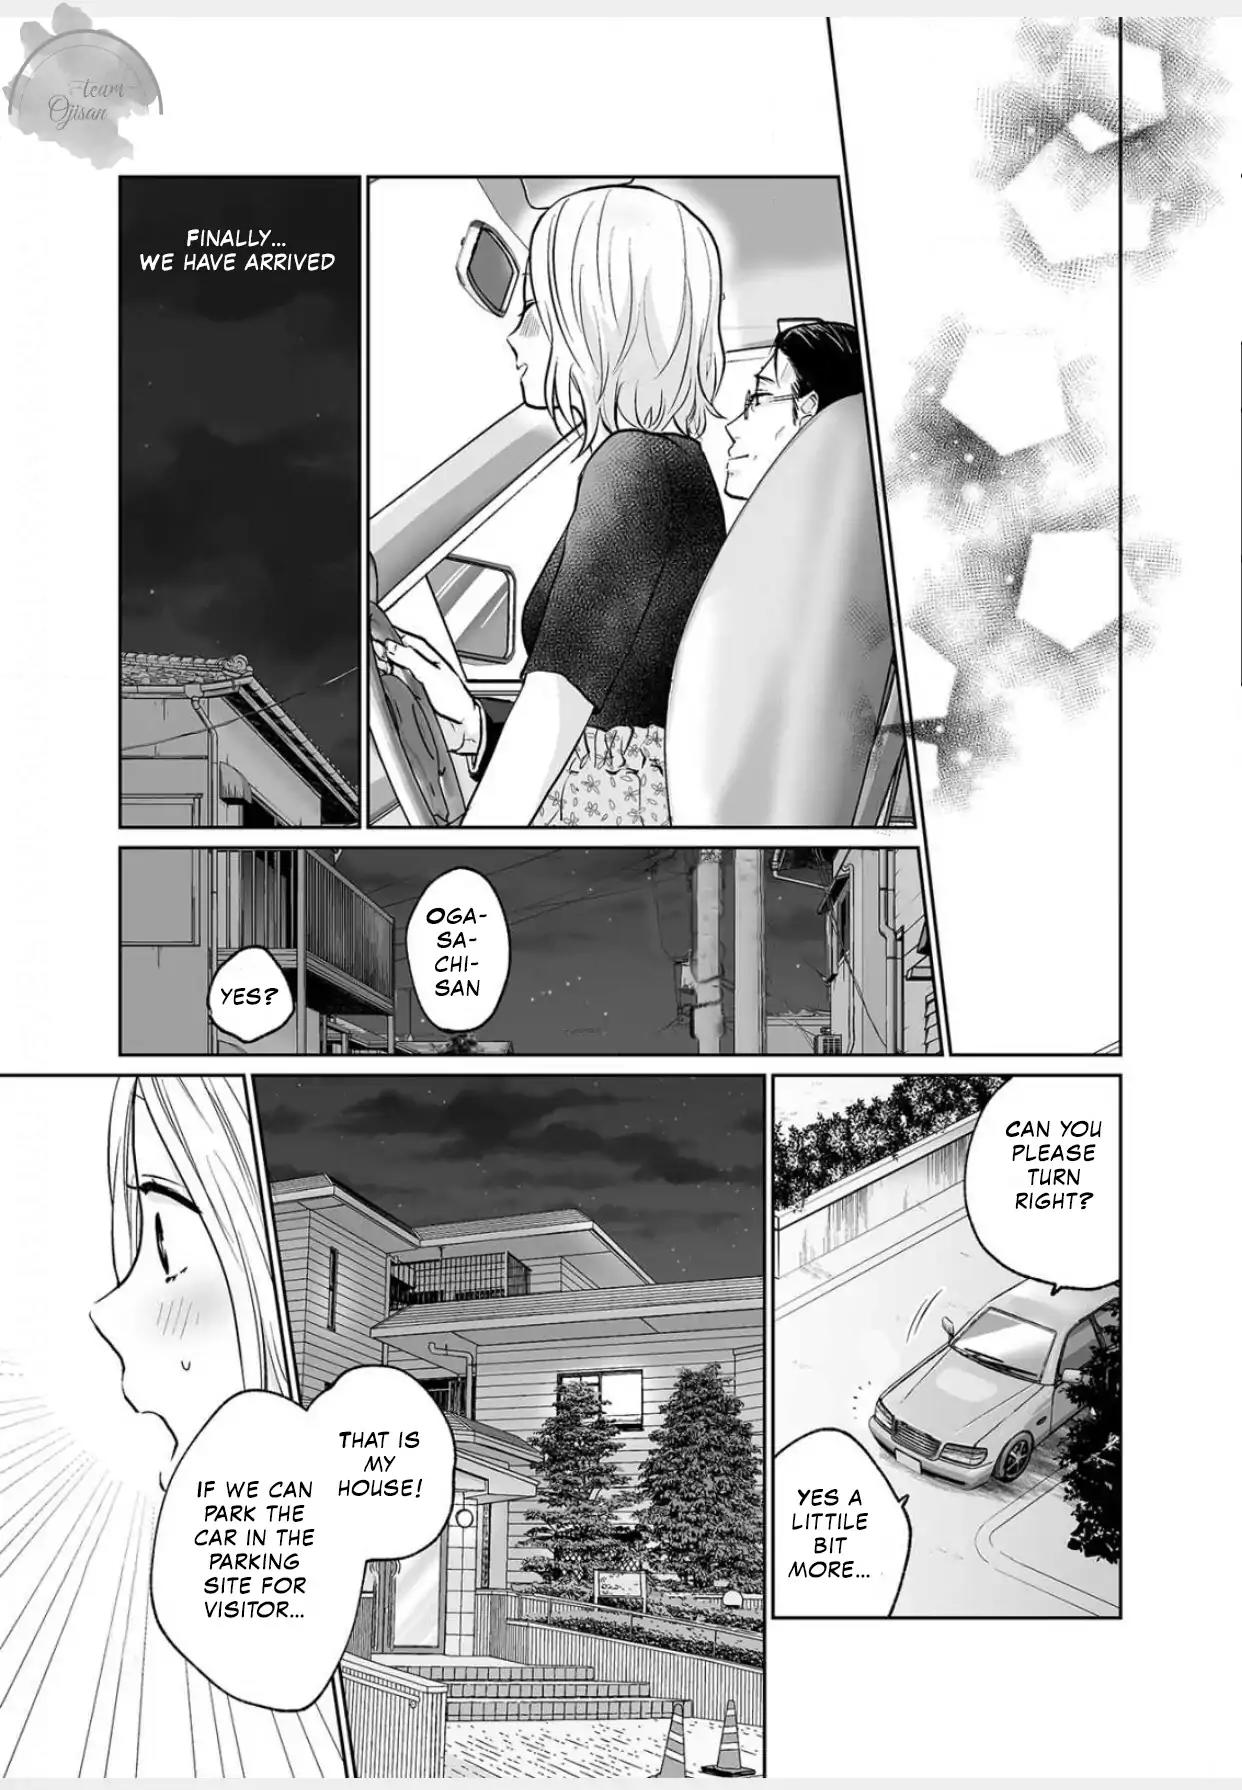 team
Ojisan
FINALLY...
WE HAVE ARRIVED
OGA-
SA-
CHI-
SAN
YES?
CAN YOU
PLEASE
TURN
RIGHT?
YES A
LITTILE
BIT
MORE...
THAT IS
MY
HOUSE!
IF WE CAN
PARK THE
CAR IN THE
PARKING
SITE FOR
VISITOR...